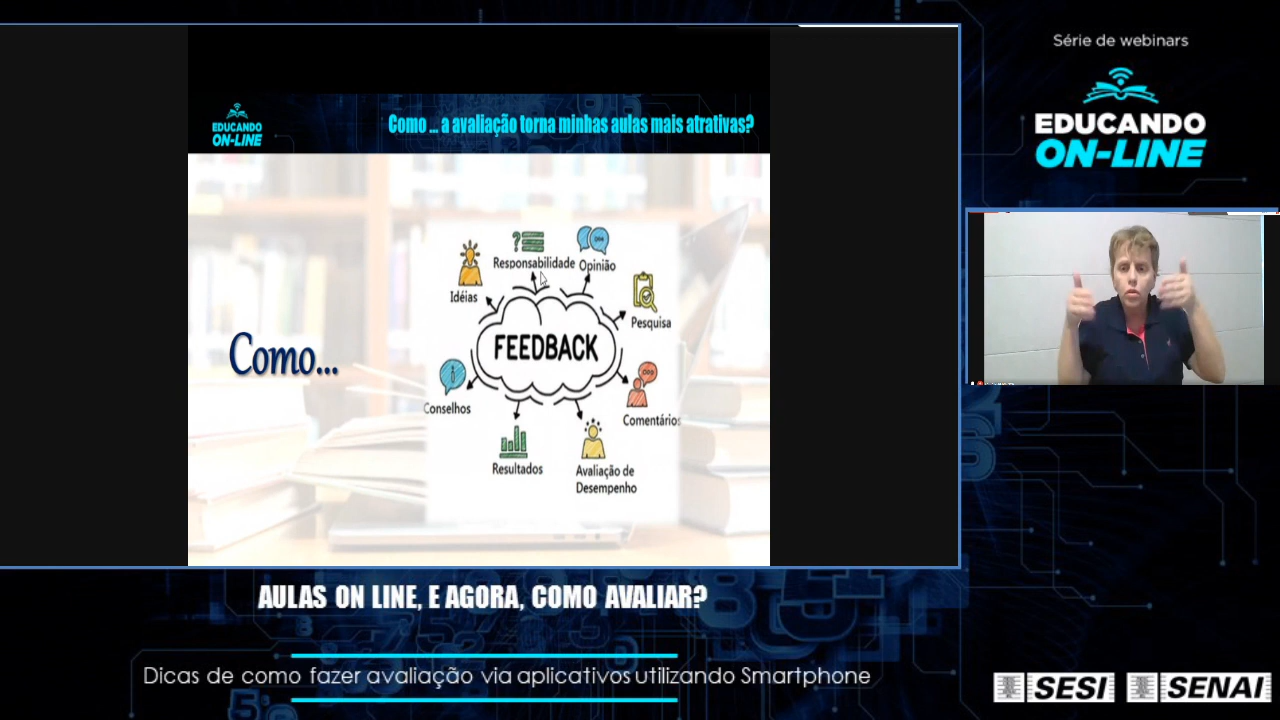 Série de webinars
EDUCANDO
ON-LINE
EDUCANDO
ON-LINE
Como ... a avaliação torna minhas aulas mais atrativas?
Responsabilidade
Opinião
Idéias
Pesquisa
FEEDBACK
Como...
Conselhos
Comentários
Resultados
Avaliação de
Desempenho
AULAS ON LINE, E AGORA, COMO AVALIAR?
Dicas de como fazer avaliação via aplicativos utilizando Smartphone
SESI
SENAI